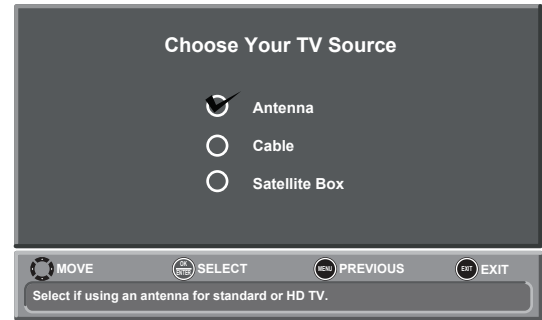 Choose Your TV Source
Antenna
Cable
Satellite Box
MOVE OK ENTER SELECT MENU PREVIOUS EXIT EXIT
Select if using an antenna for standard or HD TV.